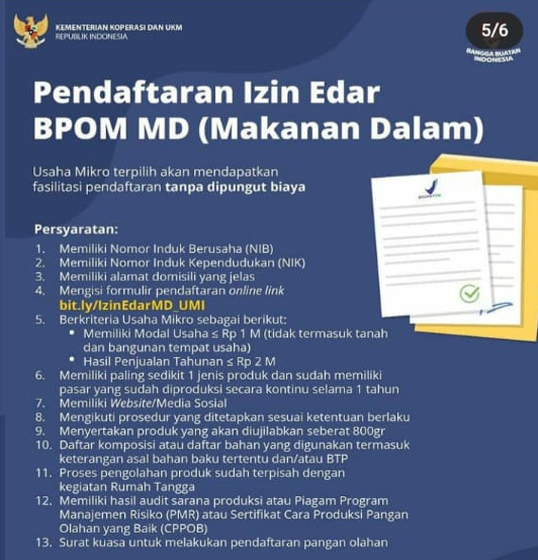 KEMENTERIAN KOPERASI DAN UKM
REPUBLIK INDONESIA
5/6
BANGGA BUATAN
INDONESIA
Pendaftaran Izin Edar
BPOM MD (Makanan Dalam)
Usaha Mikro terpilih akan mendapatkan
fasilitasi pendaftaran tanpa dipungut biaya
Persyaratan:
1. Memiliki Nomor Induk Berusaha (NIB)
2. Memiliki Nomor Induk Kependudukan (NIK)
3. Memiliki alamat domisili yang jelas
4. Mengisi formulir pendaftaran online link
bit.ly/IzinEdarMD_UMI
5. Berkriteria Usaha Mikro sebagai berikut:
• Memiliki Modal Usaha ≤ Rp 1 M (tidak termasuk tanah
dan bangunan tempat usaha)
• Hasil Penjualan Tahunan ≤ Rp 2 M
6. Memiliki paling sedikit 1 jenis produk dan sudah memiliki
pasar yang sudah diproduksi secara kontinu selama 1 tahun
7. Memiliki Website/Media Sosial
8. Mengikuti prosedur yang ditetapkan sesuai ketentuan berlaku
9. Menyertakan produk yang akan diujilabkan seberat 800gr
10. Daftar komposisi atau daftar bahan yang digunakan termasuk
keterangan asal bahan baku tertentu dan/atau BTP
11. Proses pengolahan produk sudah terpisah dengan
kegiatan Rumah Tangga
12. Memiliki hasil audit sarana produksi atau Piagam Program
Manajemen Risiko (PMR) atau Sertifikat Cara Produksi Pangan
Olahan yang Baik (CPPOB)
13. Surat kuasa untuk melakukan pendaftaran pangan olahan